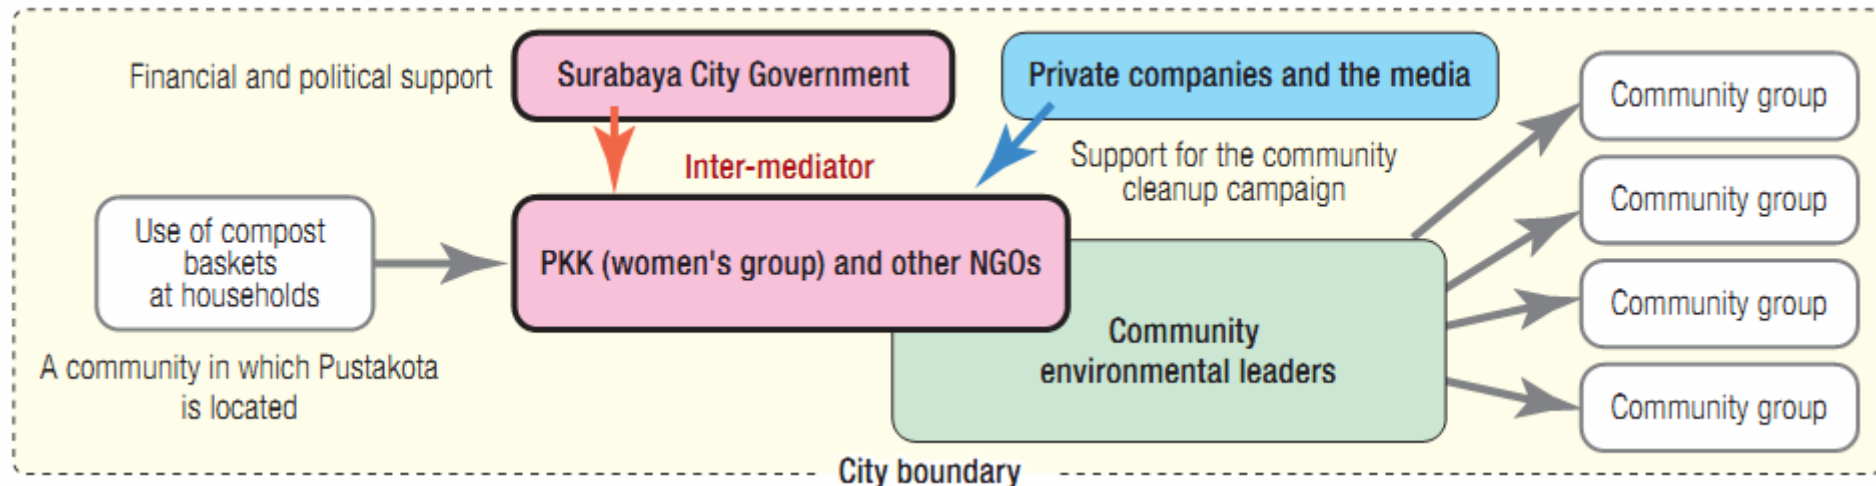 Financial and political support
Surabaya City Government
Private companies and the media
Inter-mediator
Support for the community
cleanup campaign
Use of compost
baskets
at households
PKK (women's group) and other NGOs
A community in which Pustakota
is located
Community
environmental leaders
Community group
Community group
Community group
Community group
City boundary